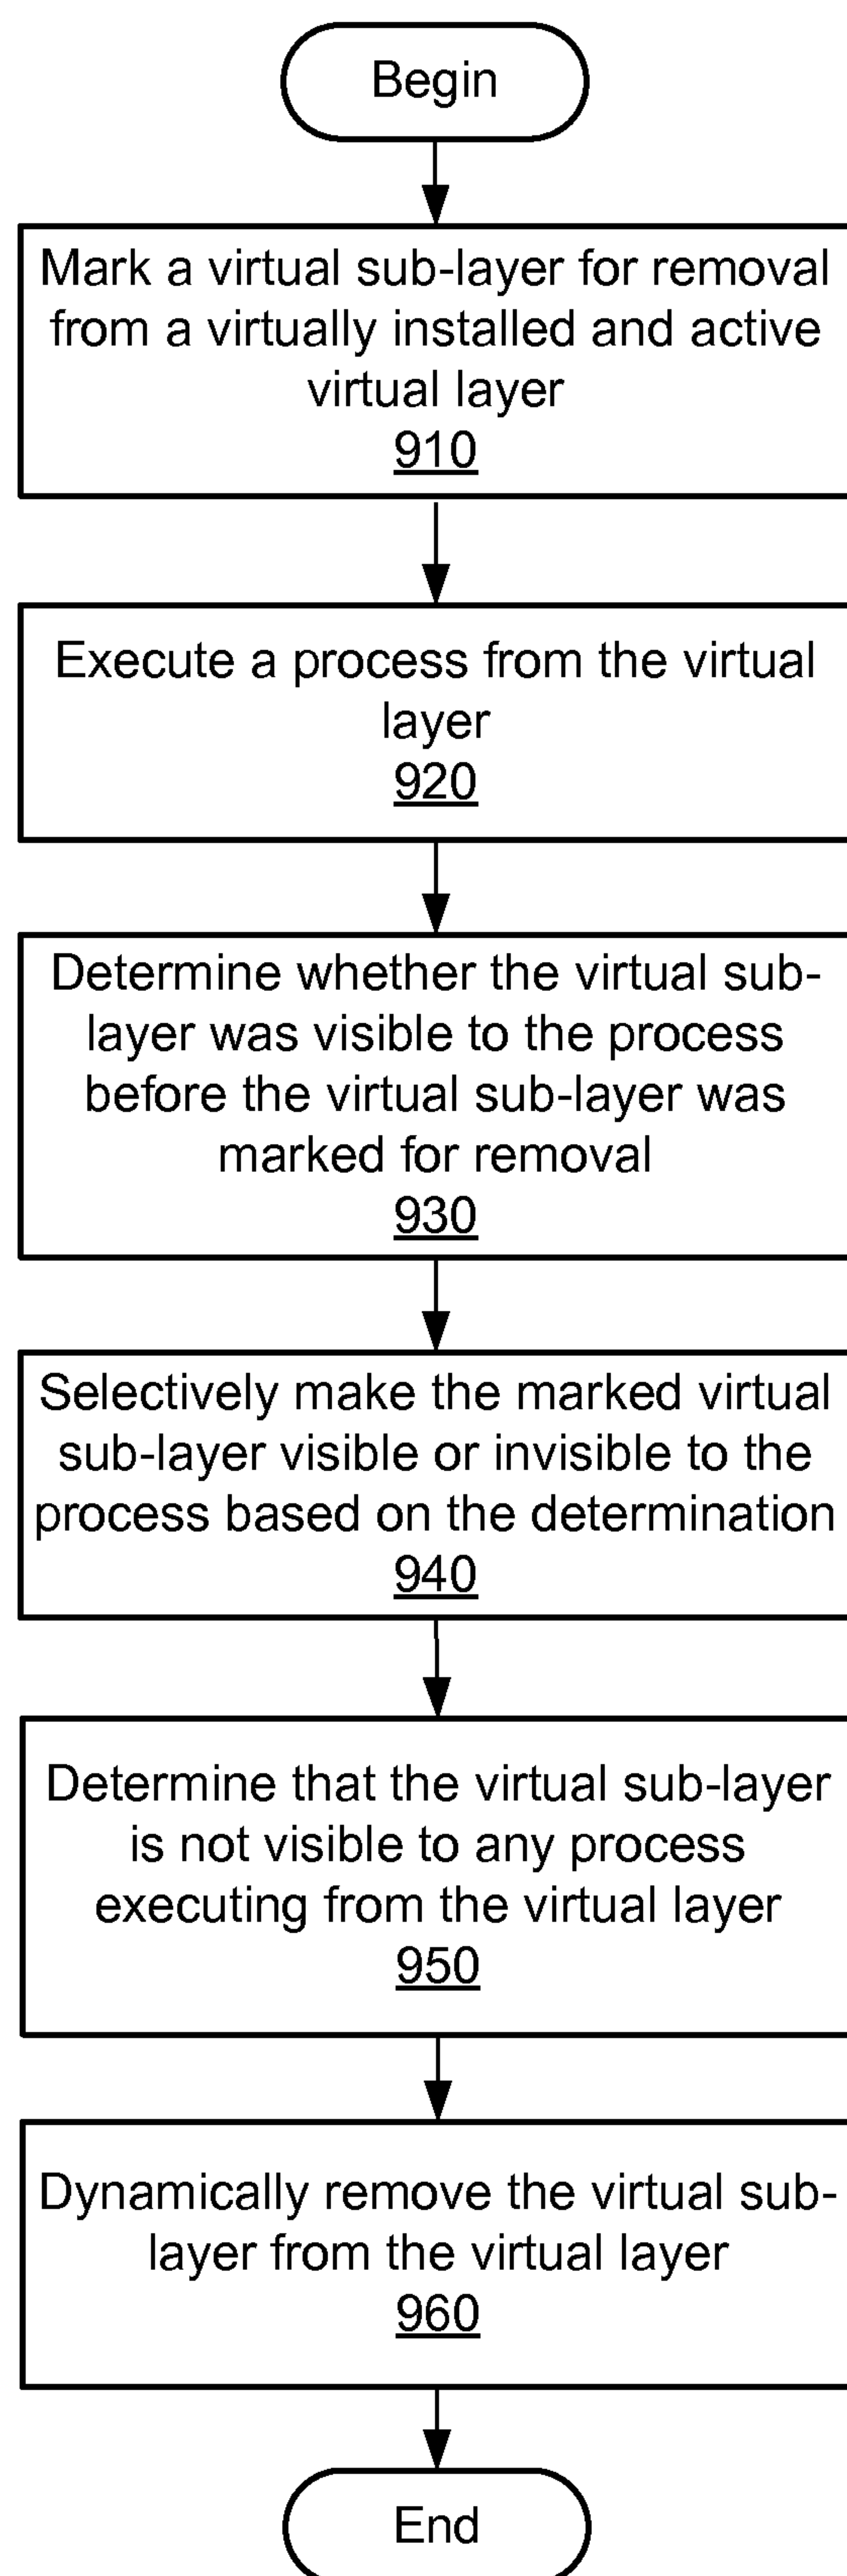 Begin
Mark a virtual sub-layer for removal
from a virtually installed and active
virtual layer
910
Execute a process from the virtual
layer
920
Determine whether the virtual sub-
layer was visible to the process
before the virtual sub-layer was
marked for removal
930
Selectively make the marked virtual
sub-layer visible or invisible to the
process based on the determination
940
Determine that the virtual sub-layer
is not visible to any process
executing from the virtual layer
950
Dynamically remove the virtual sub-
layer from the virtual layer
960
End